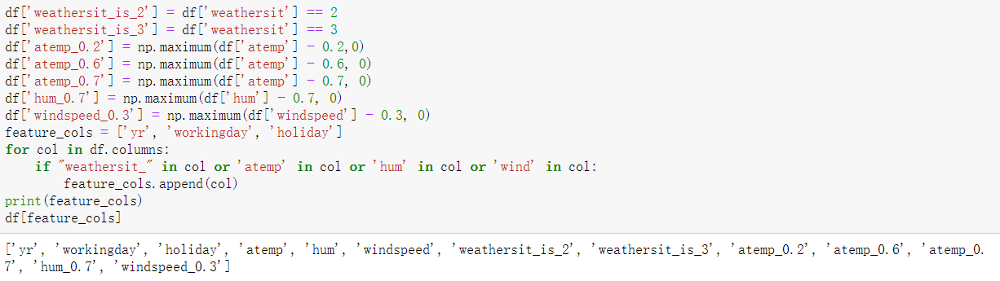 df['weathersit_is_2'] = df['weathersit'] == 2
df['weathersit_is_3'] = df['weathersit'] == 3
df['atemp_0.2'] = np.maximum(df['atemp'] - 0.2,0)
df['atemp_0.6'] = np.maximum(df['atemp'] - 0.6, 0)
df['atemp_0.7'] = np.maximum(df['atemp'] - 0.7, 0)
df['hum_0.7'] = np.maximum(df['hum'] - 0.7, 0)
df['windspeed_0.3'] = np.maximum(df['windspeed'] - 0.3, 0)
feature_cols = ['yr', 'workingday', 'holiday']
for col in df.columns:
    if "weathersit_" in col or 'atemp' in col or 'hum' in col or 'wind' in col:
        feature_cols.append(col)
print(feature_cols)
df[feature_cols]
['yr', 'workingday', 'holiday', 'atemp', 'hum', 'windspeed', 'weathersit_is_2', 'weathersit_is_3', 'atemp_0.2', 'atemp_0.6', 'atemp_0.
7', 'hum_0.7', 'windspeed_0.3']